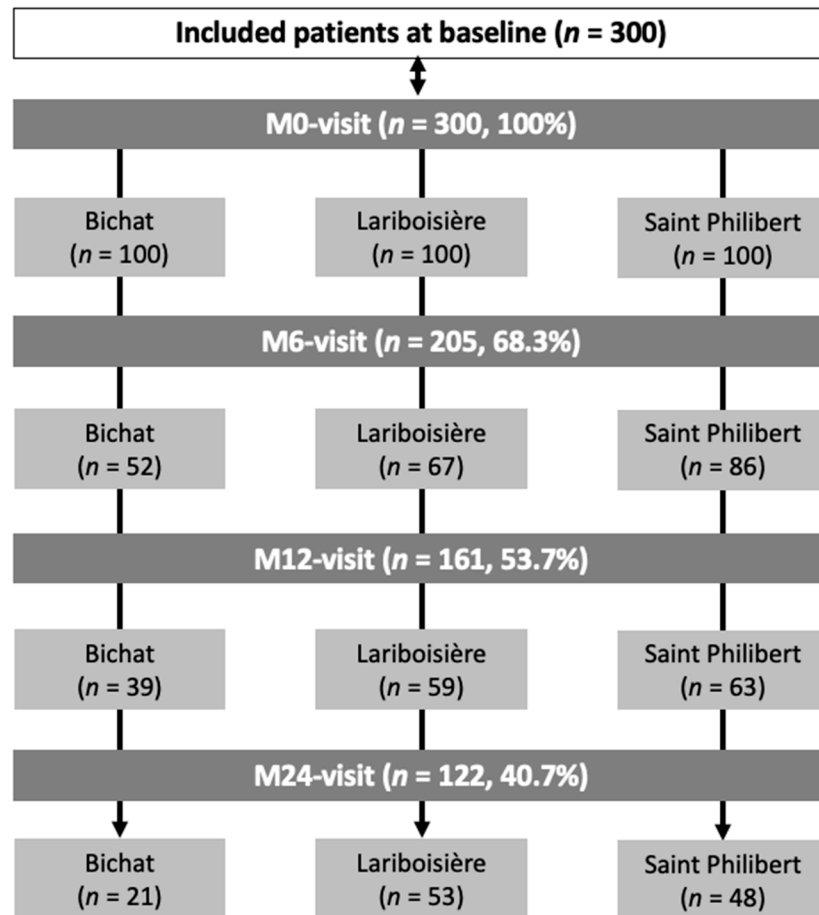 Included patients at baseline (n = 300)
M0-visit (n = 300, 100%)
Bichat
(n = 100)
Lariboisière
(n = 100)
Saint Philibert
(n = 100)
M6-visit (n = 205, 68.3%)
Bichat
(n = 52)
Lariboisière
(n = 67)
Saint Philibert
(n = 86)
M12-visit (n = 161, 53.7%)
Bichat
(n = 39)
Lariboisière
(n = 59)
Saint Philibert
(n = 63)
M24-visit (n = 122, 40.7%)
Bichat
(n = 21)
Lariboisière
(n = 53)
Saint Philibert
(n = 48)